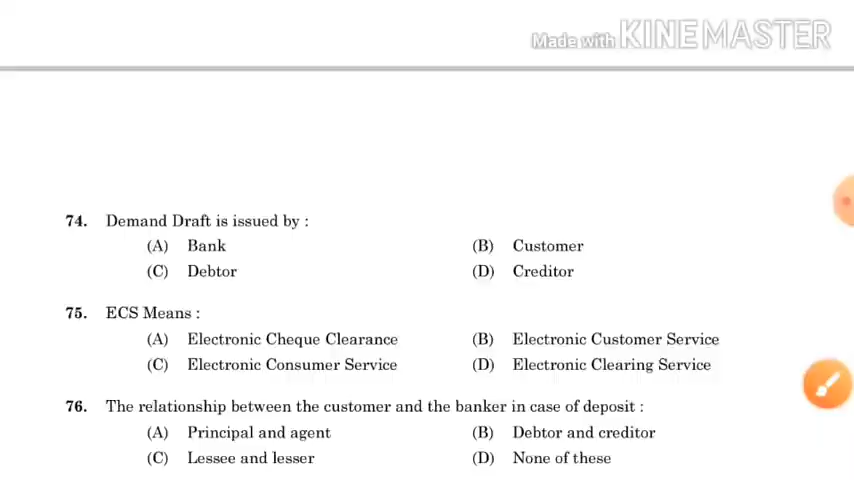 Made with KINEMASTER
74. Demand Draft is issued by :
(A) Bank (B) Customer
(C) Debtor (D) Creditor
75. ECS Means :
(A) Electronic Cheque Clearance (B) Electronic Customer Service
(C) Electronic Consumer Service (D) Electronic Clearing Service
76. The relationship between the customer and the banker in case of deposit :
(A) Principal and agent (B) Debtor and creditor
(C) Lessee and lesser (D) None of these